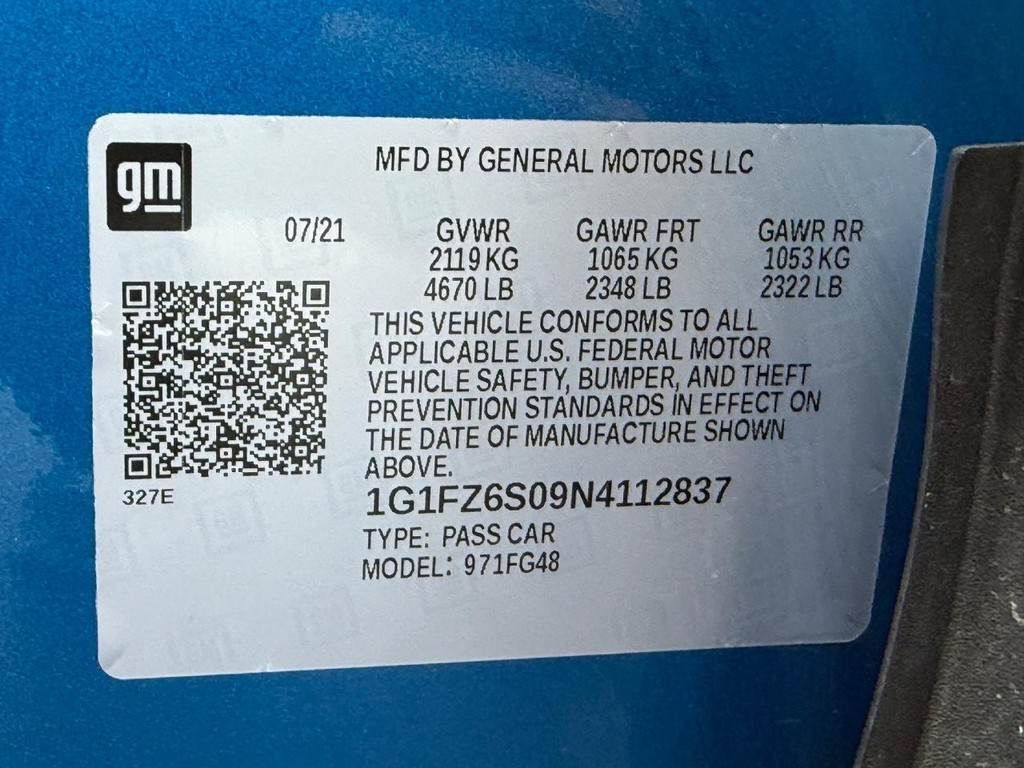 gm
MFD BY GENERAL MOTORS LLC
07/21 GVWR GAWR FRT GAWR RR
2119 KG 1065 KG 1053 KG
4670 LB 2348 LB 2322 LB
THIS VEHICLE CONFORMS TO ALL
APPLICABLE U.S. FEDERAL MOTOR
VEHICLE SAFETY, BUMPER, AND THEFT
PREVENTION STANDARDS IN EFFECT ON
THE DATE OF MANUFACTURE SHOWN
ABOVE.
327E
1G1FZ6S09N4112837
TYPE: PASS CAR
MODEL: 971FG48